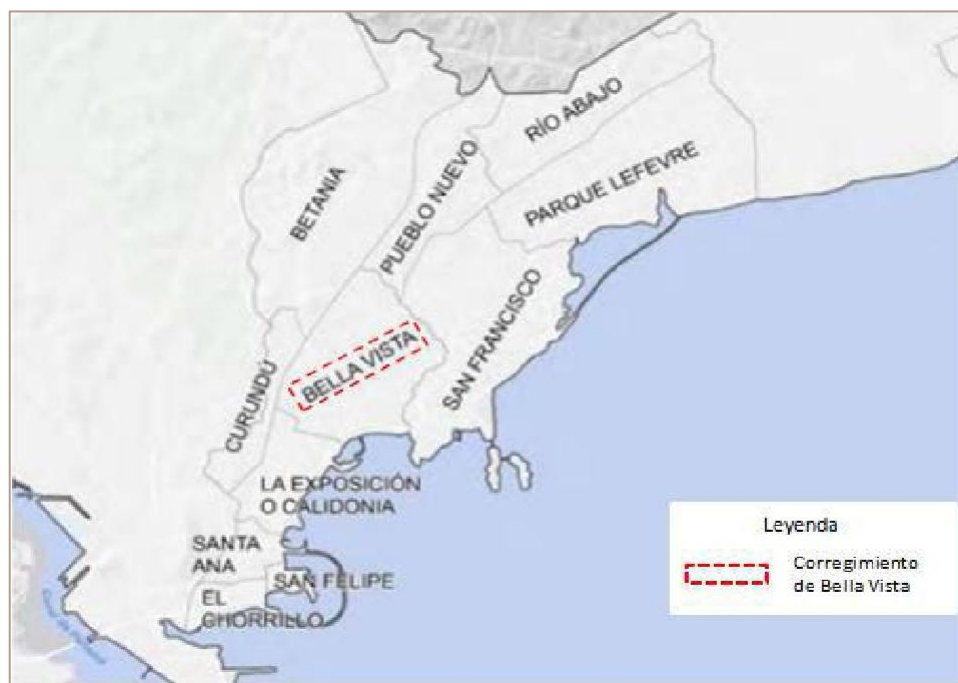 RÍO ABAJO
PARQUE LEFEVRE
PUEBLO NUEVO
BETANIA
SAN FRANCISCO
BELLA VISTA
CURUNDÚ
LA EXPOSICIÓN
O CALIDONIA
SANTA
ANA
SAN FELIPE
EL
CHORRILLO
Leyenda
Corregimiento
de Bella Vista